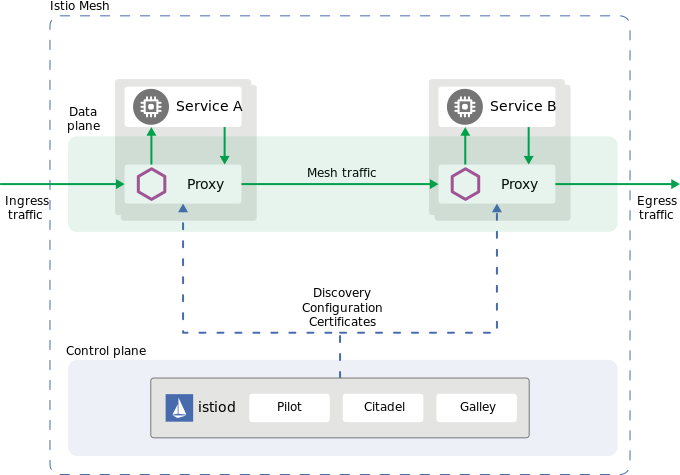 Istio Mesh
Service A
Service B
Data
plane
Proxy
Mesh traffic
Proxy
Ingress
traffic
Egress
traffic
Discovery
Configuration
Certificates
Control plane
istiod
Pilot
Citadel
Galley